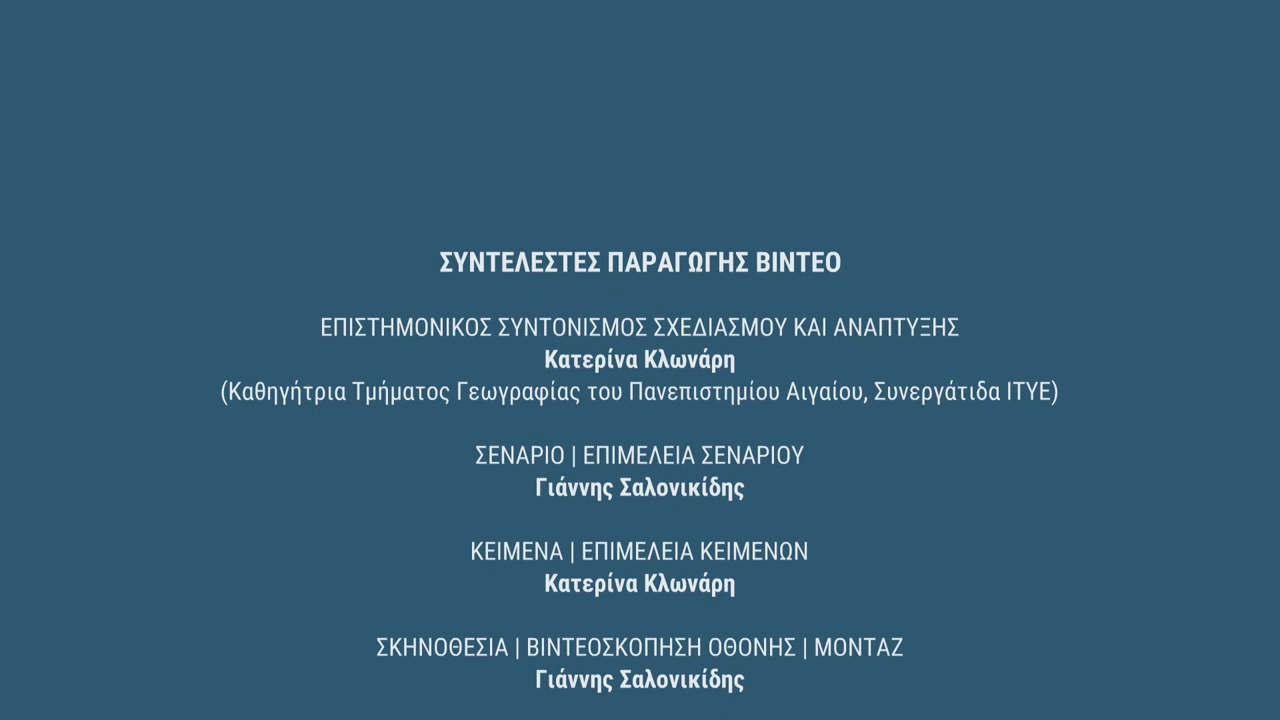 ΣΥΝΤΕΛΕΣΤΕΣ ΠΑΡΑΓΩΓΗΣ ΒΙΝΤΕΟ
ΕΠΙΣΤΗΜΟΝΙΚΟΣ ΣΥΝΤΟΝΙΣΜΟΣ ΣΧΕΔΙΑΣΜΟΥ ΚΑΙ ΑΝΑΠΤΥΞΗΣ
Κατερίνα Κλωνάρη
(Καθηγήτρια Τμήματος Γεωγραφίας του Πανεπιστημίου Αιγαίου, Συνεργάτιδα ΙΤΥΕ)
ΣΕΝΑΡΙΟ | ΕΠΙΜΕΛΕΙΑ ΣΕΝΑΡΙΟΥ
Γιάννης Σαλονικίδης
ΚΕΙΜΕΝΑ | ΕΠΙΜΕΛΕΙΑ ΚΕΙΜΕΝΩΝ
Κατερίνα Κλωνάρη
ΣΚΗΝΟΘΕΣΙΑ | ΒΙΝΤΕΟΣΚΟΠΗΣΗ ΟΘΟΝΗΣ | ΜΟΝΤΑΖ
Γιάννης Σαλονικίδης